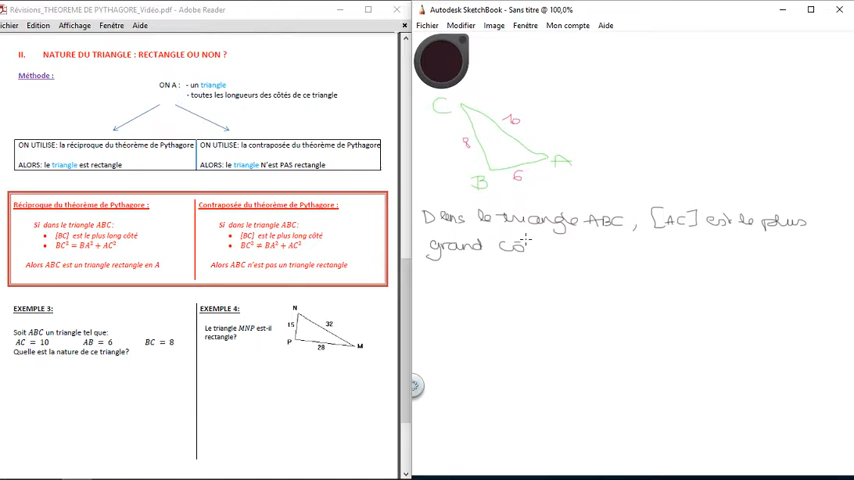 Révisions_THEOREME DE PYTHAGORE_Vidéo.pdf - Adobe Reader
Fichier Edition Affichage Fenêtre Aide
II. NATURE DU TRIANGLE : RECTANGLE OU NON ?
Méthode :
ON A : - un triangle
- toutes les longueurs des côtés de ce triangle
ON UTILISE: la réciproque du théorème de Pythagore
ALORS: le triangle est rectangle
ON UTILISE: la contraposée du théorème de Pythagore
ALORS: le triangle N'est PAS rectangle
Réciproque du théorème de Pythagore :
Si dans le triangle ABC:
• [BC] est le plus long côté
• BC² = BA² + AC²
Alors ABC est un triangle rectangle en A
Contraposée du théorème de Pythagore :
Si dans le triangle ABC:
• [BC] est le plus long côté
• BC² ≠ BA² + AC²
Alors ABC n'est pas un triangle rectangle
EXEMPLE 3:
Soit ABC un triangle tel que:
AC = 10 AB = 6 BC = 8
Quelle est la nature de ce triangle?
EXEMPLE 4:
Le triangle MNP est-il
rectangle?
N
15
32
P
28
M
Autodesk SketchBook - Sans titre @ 100,0%
Fichier Modifier Image Fenêtre Mon compte Aide
C
10
8
A
B
6
Dans le triangle ABC, [AC] est le plus
grand cô